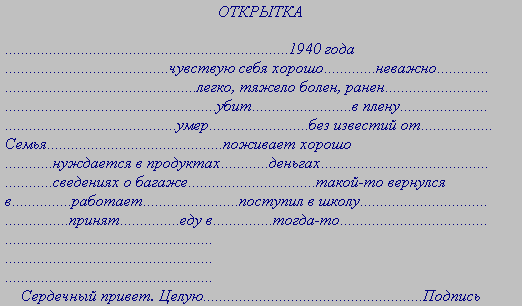 ОТКРЫТКА
........................................................................1940 года
.........................................чувствую себя хорошо.............неважно.............
................................................легко, тяжело болен, ранен..........................
.....................................................убит.........................в плену......................
...........................................умер.........................без известий от..................
Семья............................................поживает хорошо
............нуждается в продуктах............деньгах..........................................
............сведениях о багаже................................такой-то вернулся
в...............работает........................поступил в школу................................
................принят...............еду в...............тогда-то.....................................
....................................................
....................................................
....................................................
Сердечный привет. Целую.......................................................Подпись